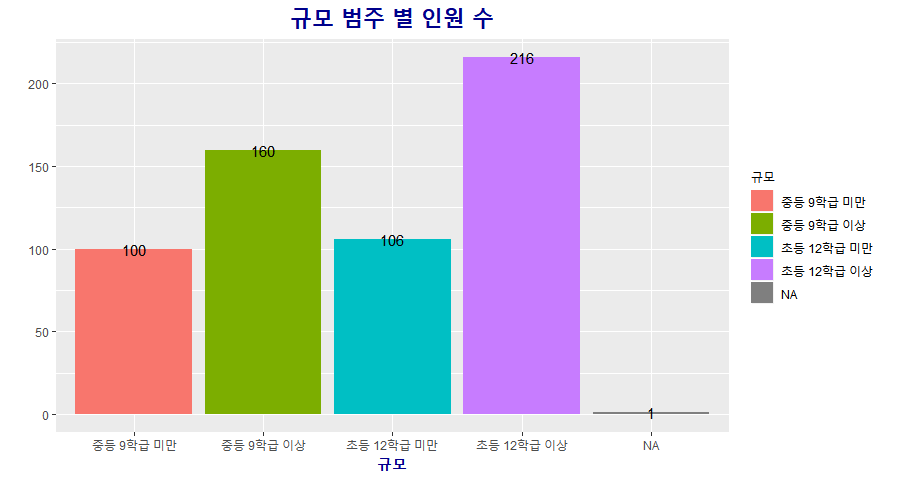 규모 범주 별 인원 수
200
150
100
50
0
100
160
106
216
1
중등 9학급 미만
중등 9학급 이상
초등 12학급 미만
초등 12학급 이상
NA
규모
규모
중등 9학급 미만
중등 9학급 이상
초등 12학급 미만
초등 12학급 이상
NA